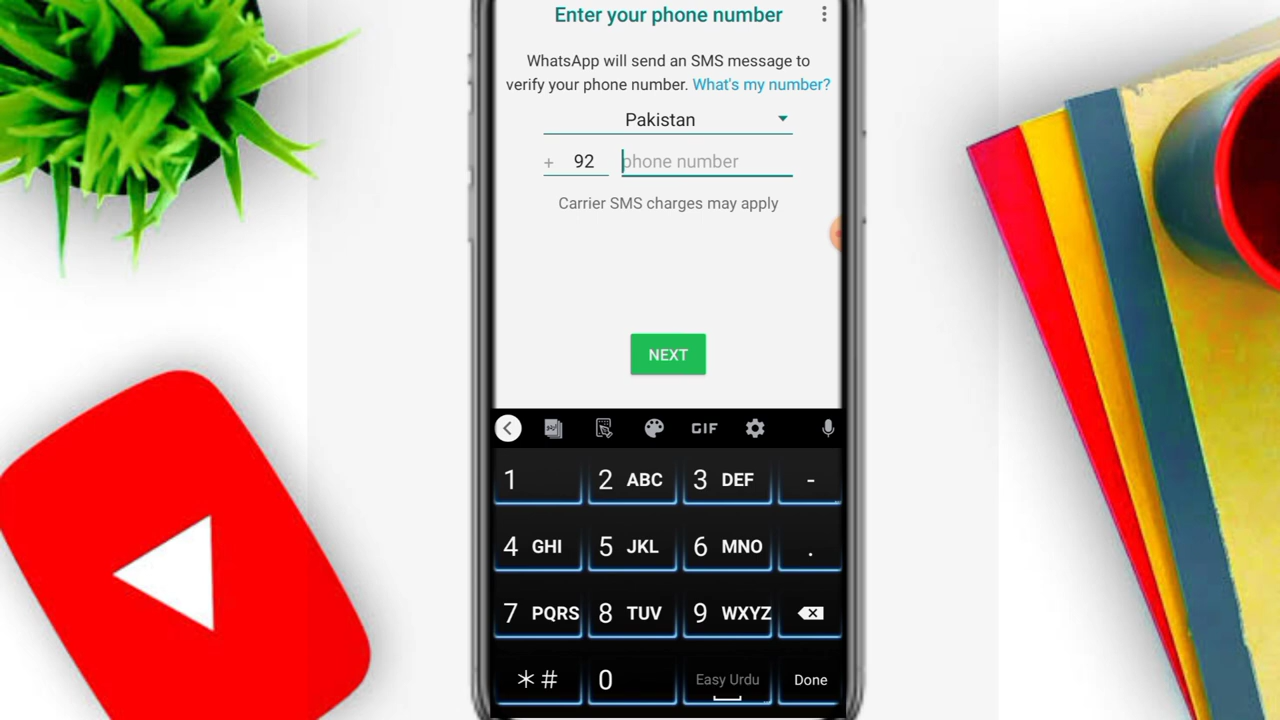 Enter your phone number
WhatsApp will send an SMS message to
verify your phone number. What's my number?
Pakistan
+ 92 phone number
Carrier SMS charges may apply
NEXT
GIF
1 2 ABC 3 DEF -
4 GHI 5 JKL 6 MNO .
7 PQRS 8 TUV 9 WXYZ
*# 0 Easy Urdu Done